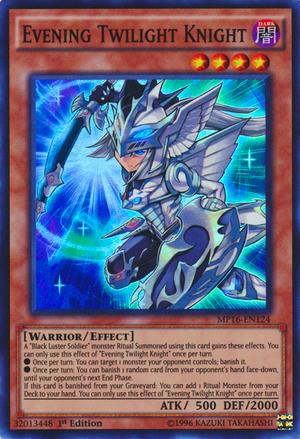 EVENING TWILIGHT KNIGHT
DARK
闇
MP16-EN124
[WARRIOR/EFFECT]
A "Black Luster Soldier" monster Ritual Summoned using this card gains these effects. You
can only use this effect of "Evening Twilight Knight" once per turn.
● Once per turn: You can target 1 monster your opponent controls; banish it.
● Once per turn: You can banish 1 random card from your opponent's hand face-down,
until your opponent's next End Phase.
If this card is banished from your Graveyard: You can add 1 Ritual Monster from your
Deck to your hand. You can only use this effect of "Evening Twilight Knight" once per turn.
ATK/ 500 DEF/2000
32013448 1st Edition ©1996 KAZUKI TAKAHASHI